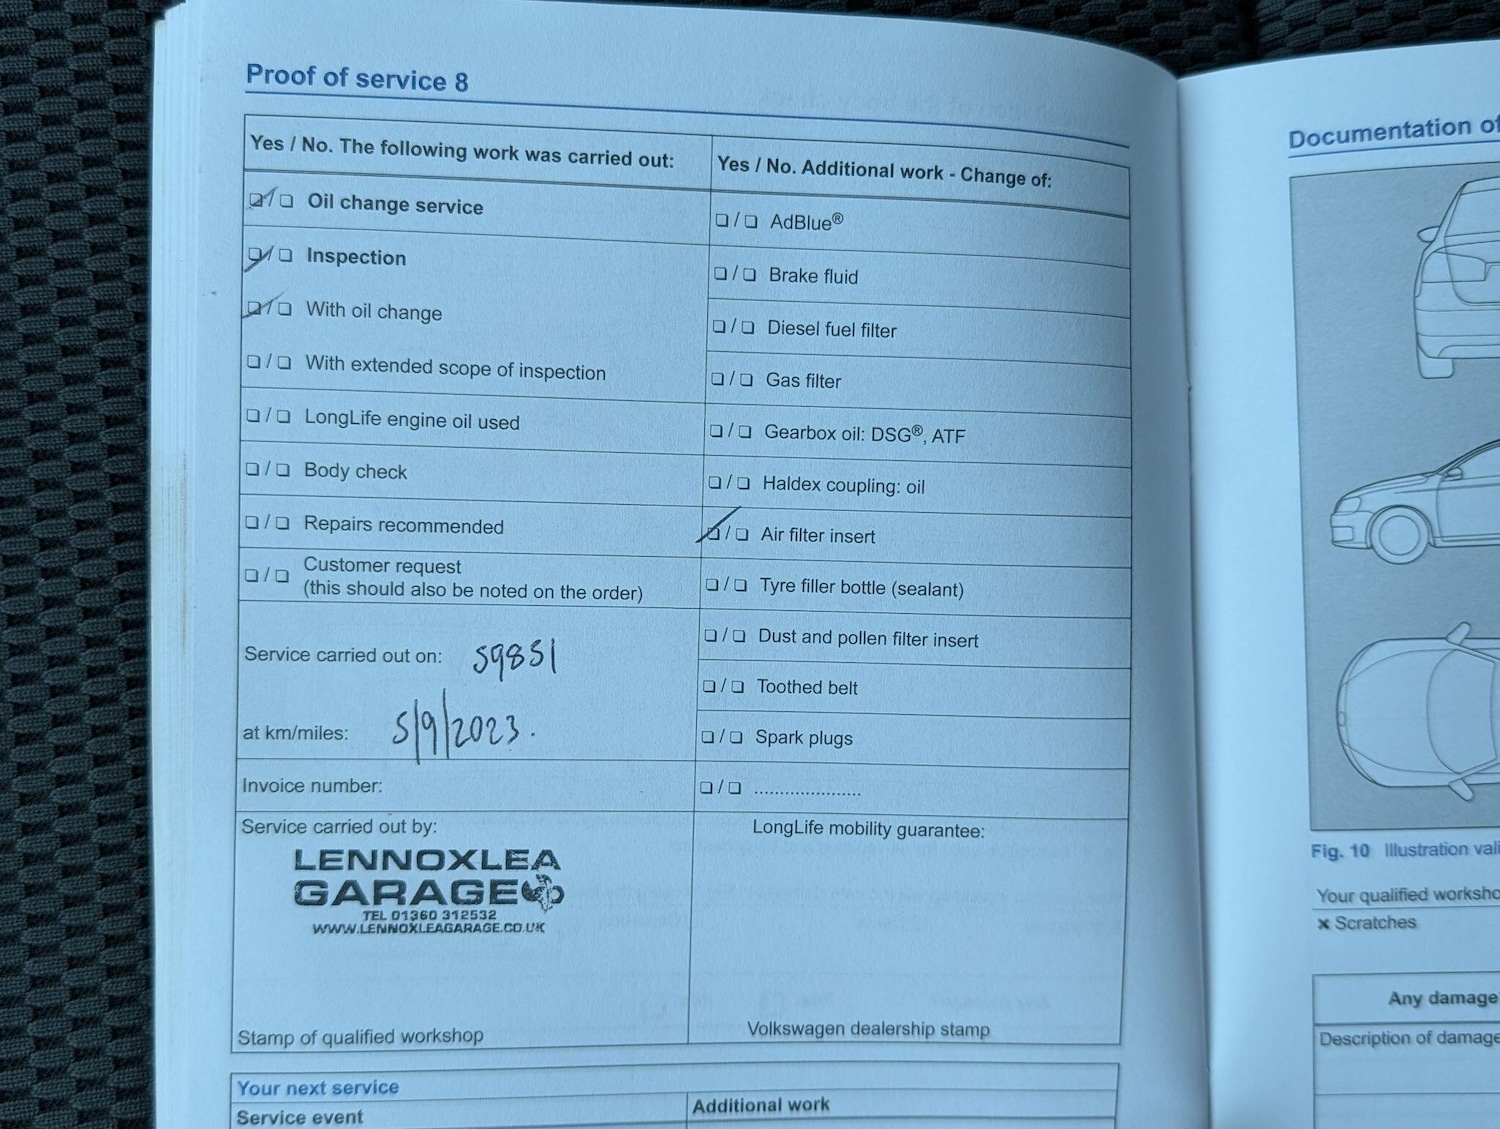 Proof of service 8
Yes / No. The following work was carried out:
❏ / ❏ Oil change service
❏ / ❏ Inspection
❏ / ❏ With oil change
❏ / ❏ With extended scope of inspection
❏ / ❏ LongLife engine oil used
❏ / ❏ Body check
❏ / ❏ Repairs recommended
❏ / ❏ Customer request
(this should also be noted on the order)
Service carried out on: 59851
at km/miles: 5/9/2023.
Invoice number:
Service carried out by:
LENNOXLEA
GARAGE
TEL 01360 312532
WWW.LENNOXLEAGARAGE.CO.UK
Stamp of qualified workshop
Yes / No. Additional work - Change of:
❏ / ❏ AdBlue®
❏ / ❏ Brake fluid
❏ / ❏ Diesel fuel filter
❏ / ❏ Gas filter
❏ / ❏ Gearbox oil: DSG®, ATF
❏ / ❏ Haldex coupling: oil
❏ / ❏ Air filter insert
❏ / ❏ Tyre filler bottle (sealant)
❏ / ❏ Dust and pollen filter insert
❏ / ❏ Toothed belt
❏ / ❏ Spark plugs
❏ / ❏ .....................
LongLife mobility guarantee:
Volkswagen dealership stamp
Your next service
Service event
Additional work
Documentation of
Fig. 10 Illustration
Your qualified
× Scratches
Any damage
Description of damage